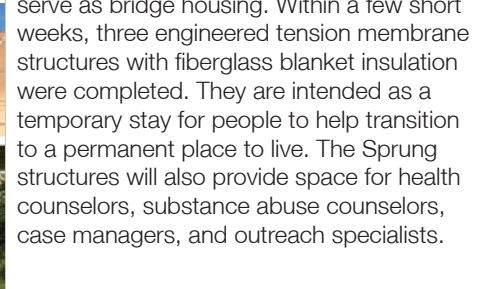 serve as bridge housing. Within a few short
weeks, three engineered tension membrane
structures with fiberglass blanket insulation
were completed. They are intended as a
temporary stay for people to help transition
to a permanent place to live. The Sprung
structures will also provide space for health
counselors, substance abuse counselors,
case managers, and outreach specialists.